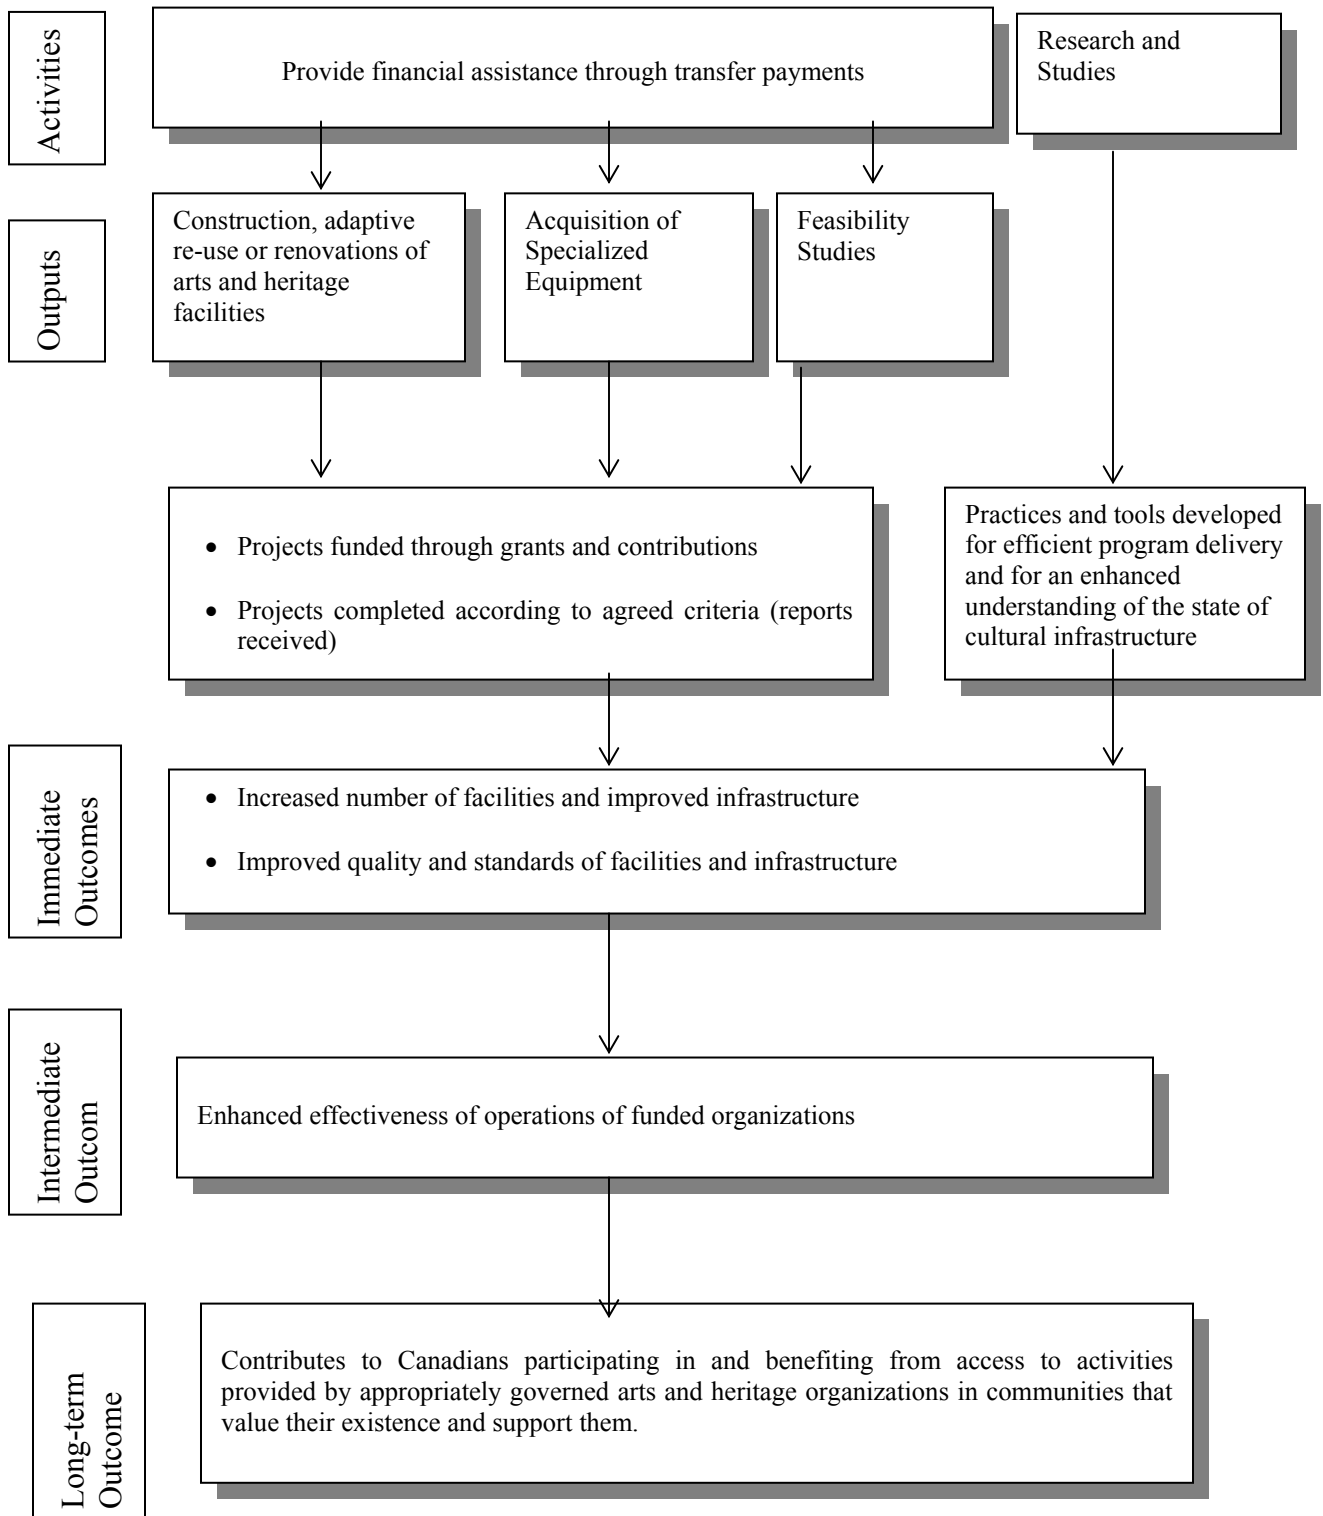 Activities
Provide financial assistance through transfer payments
Research and
Studies
Outputs
Construction, adaptive
re-use or renovations of
arts and heritage
facilities
Acquisition of
Specialized
Equipment
Feasibility
Studies
• Projects funded through grants and contributions
• Projects completed according to agreed criteria (reports
received)
Practices and tools developed
for efficient program delivery
and for an enhanced
understanding of the state of
cultural infrastructure
Immediate
Outcomes
• Increased number of facilities and improved infrastructure
• Improved quality and standards of facilities and infrastructure
Intermediate
Outcom
Enhanced effectiveness of operations of funded organizations
Long-term
Outcome
Contributes to Canadians participating in and benefiting from access to activities
provided by appropriately governed arts and heritage organizations in communities that
value their existence and support them.